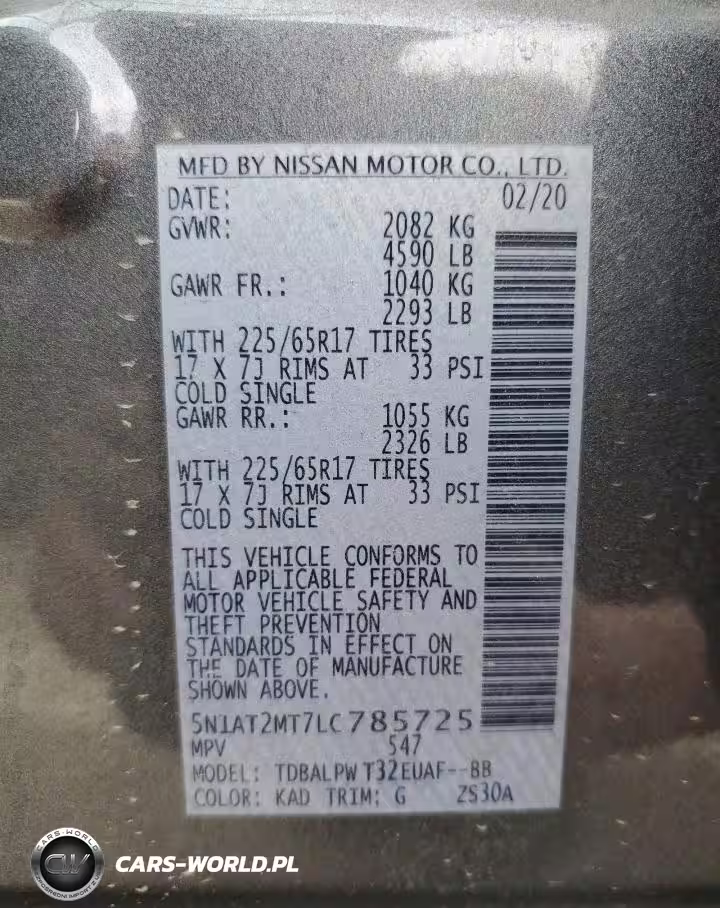 MFD BY NISSAN MOTOR CO., LTD.
DATE: 02/20
GVWR: 2082 KG
4590 LB
GAWR FR.: 1040 KG
2293 LB
WITH 225/65R17 TIRES
17 X 7J RIMS AT 33 PSI
COLD SINGLE
GAWR RR.: 1055 KG
2326 LB
WITH 225/65R17 TIRES
17 X 7J RIMS AT 33 PSI
COLD SINGLE
THIS VEHICLE CONFORMS TO
ALL APPLICABLE FEDERAL
MOTOR VEHICLE SAFETY AND
THEFT PREVENTION
STANDARDS IN EFFECT ON
THE DATE OF MANUFACTURE
SHOWN ABOVE.
5N1AT2MT7LC785725
MPV 547
MODEL: TDBALPW T32EUAF--BB
COLOR: KAD TRIM: G ZS30A
CARS-WORLD
CW
CARS-WORLD.PL